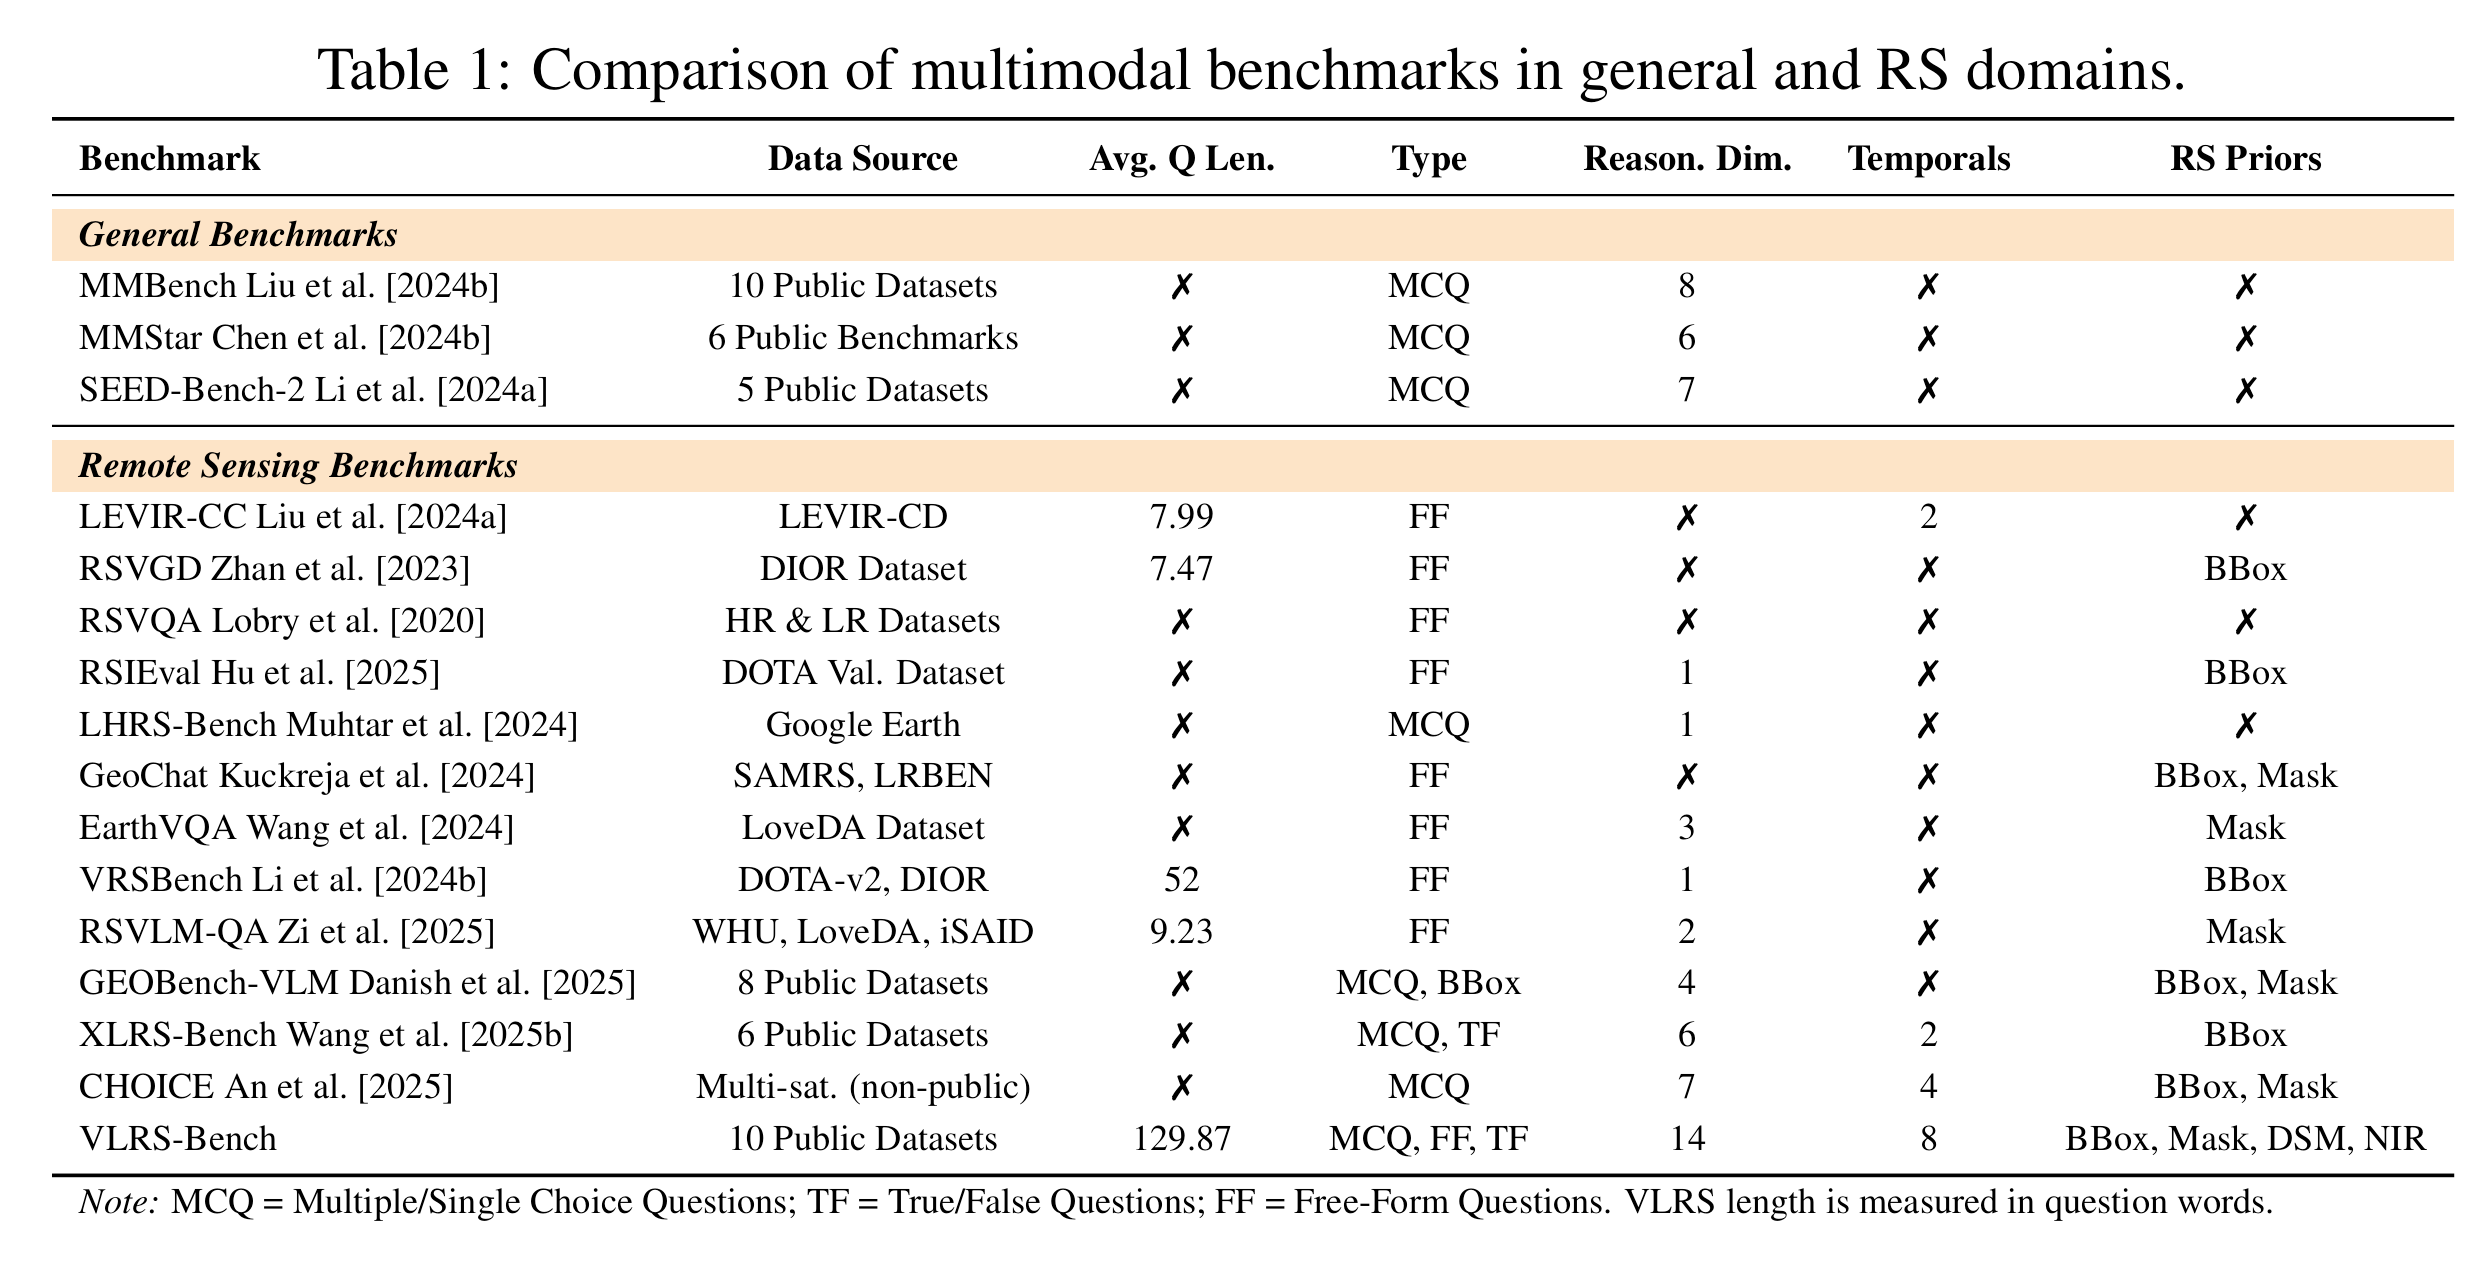 Table 1: Comparison of multimodal benchmarks in general and RS domains.
Benchmark Data Source Avg. Q Len. Type Reason. Dim. Temporals RS Priors
General Benchmarks
MMBench Liu et al. [2024b] 10 Public Datasets ✗ MCQ 8 ✗ ✗
MMStar Chen et al. [2024b] 6 Public Benchmarks ✗ MCQ 6 ✗ ✗
SEED-Bench-2 Li et al. [2024a] 5 Public Datasets ✗ MCQ 7 ✗ ✗
Remote Sensing Benchmarks
LEVIR-CC Liu et al. [2024a] LEVIR-CD 7.99 FF ✗ 2 ✗
RSVGD Zhan et al. [2023] DIOR Dataset 7.47 FF ✗ ✗ BBox
RSVQA Lobry et al. [2020] HR & LR Datasets ✗ FF ✗ ✗ ✗
RSIEval Hu et al. [2025] DOTA Val. Dataset ✗ FF 1 ✗ BBox
LHRS-Bench Muhtar et al. [2024] Google Earth ✗ MCQ 1 ✗ ✗
GeoChat Kuckreja et al. [2024] SAMRS, LRBEN ✗ FF ✗ ✗ BBox, Mask
EarthVQA Wang et al. [2024] LoveDA Dataset ✗ FF 3 ✗ Mask
VRSBench Li et al. [2024b] DOTA-v2, DIOR 52 FF 1 ✗ BBox
RSVLM-QA Zi et al. [2025] WHU, LoveDA, iSAID 9.23 FF 2 ✗ Mask
GEOBench-VLM Danish et al. [2025] 8 Public Datasets ✗ MCQ, BBox 4 ✗ BBox, Mask
XLRS-Bench Wang et al. [2025b] 6 Public Datasets ✗ MCQ, TF 6 2 BBox
CHOICE An et al. [2025] Multi-sat. (non-public) ✗ MCQ 7 4 BBox, Mask
VLRS-Bench 10 Public Datasets 129.87 MCQ, FF, TF 14 8 BBox, Mask, DSM, NIR
Note: MCQ = Multiple/Single Choice Questions; TF = True/False Questions; FF = Free-Form Questions. VLRS length is measured in question words.